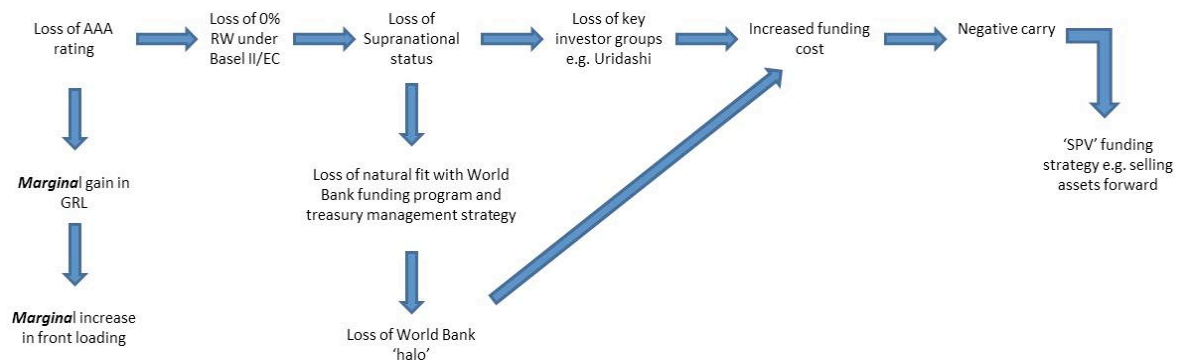 Loss of AAA
rating
Loss of 0%
RW under
Basel II/EC
Loss of
Supranational
status
Loss of key
investor groups
e.g. Uridashi
Increased funding
cost
Negative carry
Marginal gain in
GRL
Loss of natural fit with World
Bank funding program and
treasury management strategy
'SPV' funding
strategy e.g. selling
assets forward
Marginal increase
in front loading
Loss of World Bank
'halo'